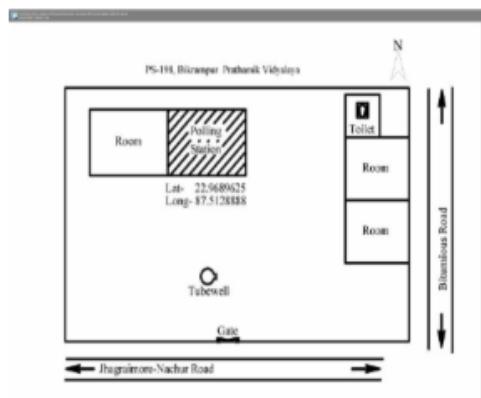 N
PS-198, Bikrampur Prathamik Vidyalaya
Room
Polling
Station
Toilet
Room
Lat- 22.9689625
Long- 87.5128888
Room
Bituminous Road
Tubewell
Gate
Jhagraimore-Nachur Road